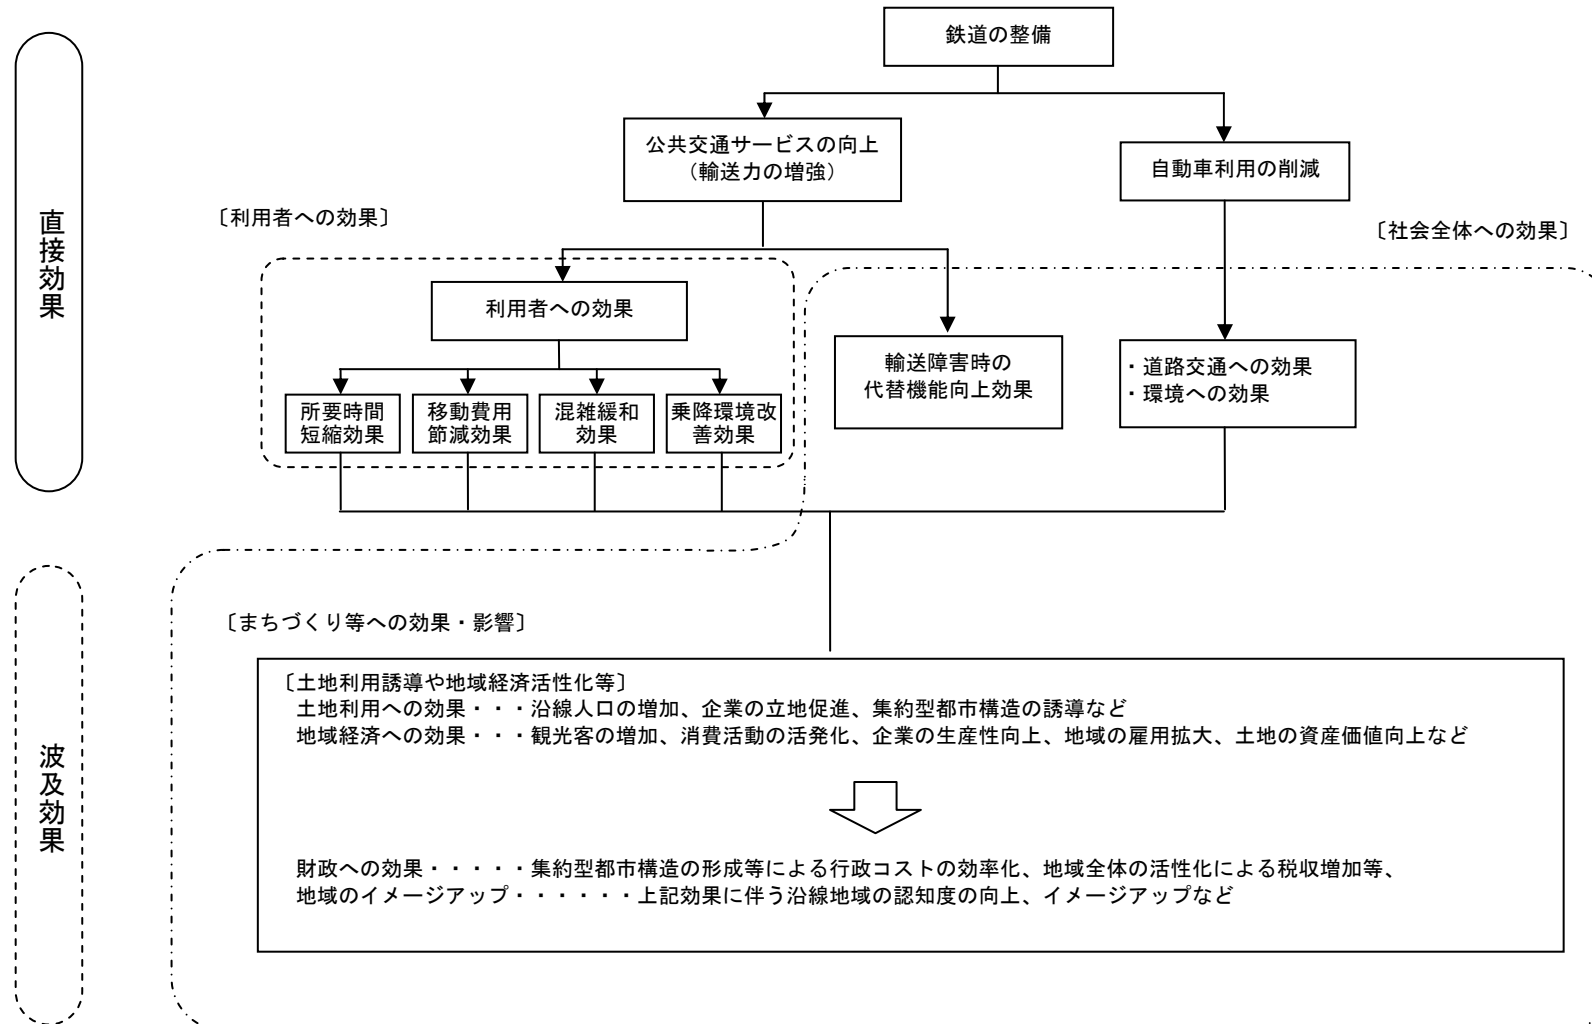 鉄道の整備
公共交通サービスの向上
（輸送力の増強）
自動車利用の削減
直接効果
〔利用者への効果〕
〔社会全体への効果〕
利用者への効果
輸送障害時の
代替機能向上効果
・道路交通への効果
・環境への効果
所要時間
短縮効果
移動費用
節減効果
混雑緩和
効果
乗降環境改
善効果
波及効果
〔まちづくり等への効果・影響〕
〔土地利用誘導や地域経済活性化等〕
土地利用への効果・・・沿線人口の増加、企業の立地促進、集約型都市構造の誘導など
地域経済への効果・・・観光客の増加、消費活動の活発化、企業の生産性向上、地域の雇用拡大、土地の資産価値向上など
財政への効果・・・・・集約型都市構造の形成等による行政コストの効率化、地域全体の活性化による税収増加等、
地域のイメージアップ・・・・・・上記効果に伴う沿線地域の認知度の向上、イメージアップなど